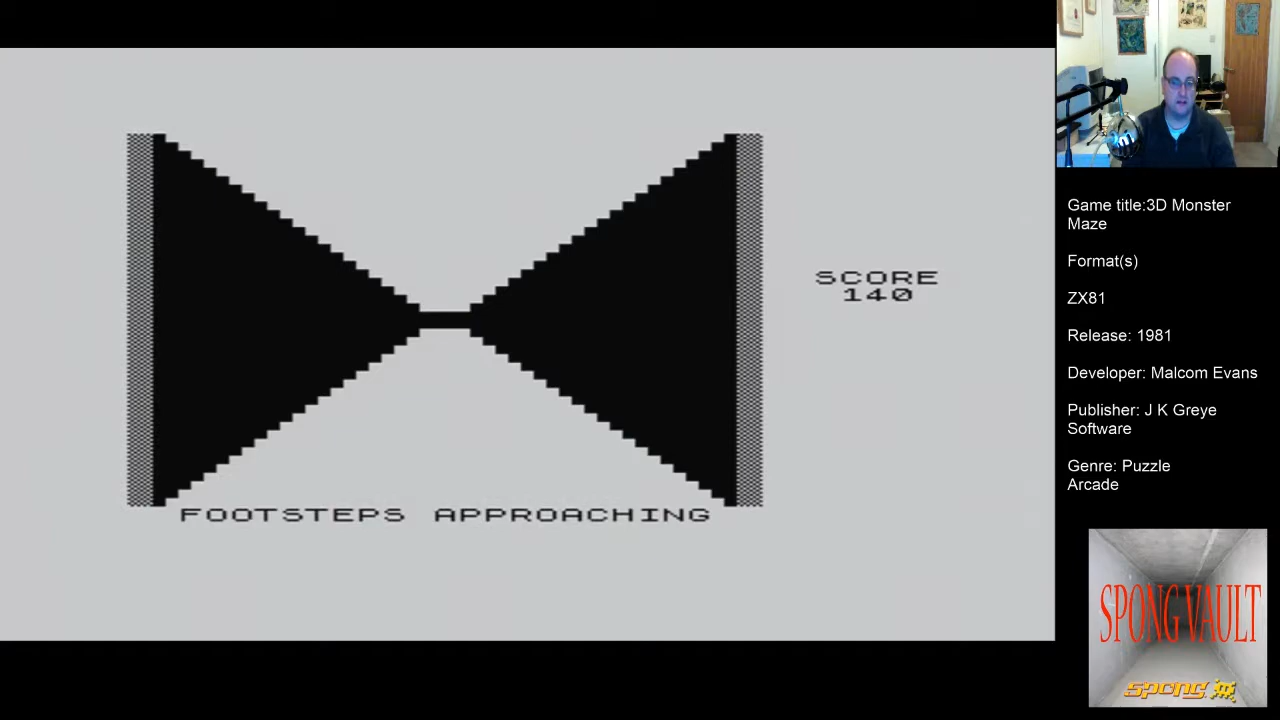 SCORE
140
FOOTSTEPS APPROACHING
Game title:3D Monster
Maze
Format(s)
ZX81
Release: 1981
Developer: Malcom Evans
Publisher: J K Greye
Software
Genre: Puzzle
Arcade
SPONG VAULT
spong